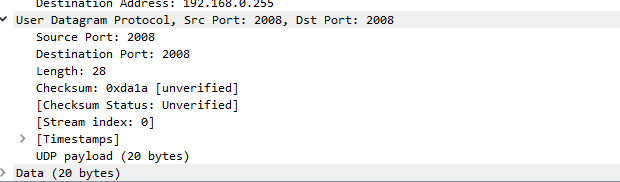 Destination Address: 192.168.0.255
User Datagram Protocol, Src Port: 2008, Dst Port: 2008
Source Port: 2008
Destination Port: 2008
Length: 28
Checksum: 0xda1a [unverified]
[Checksum Status: Unverified]
[Stream index: 0]
[Timestamps]
UDP payload (20 bytes)
Data (20 bytes)